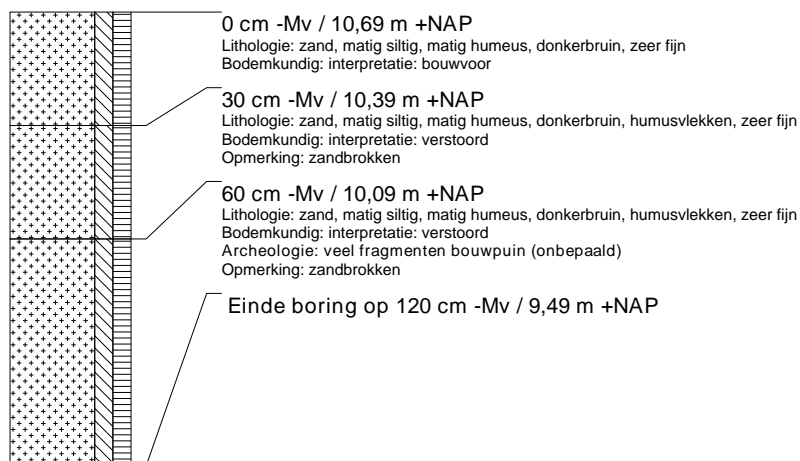 0 cm -Mv / 10,69 m +NAP
Lithologie: zand, matig siltig, matig humeus, donkerbruin, zeer fijn
Bodemkundig: interpretatie: bouwvoor
30 cm -Mv / 10,39 m +NAP
Lithologie: zand, matig siltig, matig humeus, donkerbruin, humusvlekken, zeer fijn
Bodemkundig: interpretatie: verstoord
Opmerking: zandbrokken
60 cm -Mv / 10,09 m +NAP
Lithologie: zand, matig siltig, matig humeus, donkerbruin, humusvlekken, zeer fijn
Bodemkundig: interpretatie: verstoord
Archeologie: veel fragmenten bouwpuin (onbepaald)
Opmerking: zandbrokken
Einde boring op 120 cm -Mv / 9,49 m +NAP